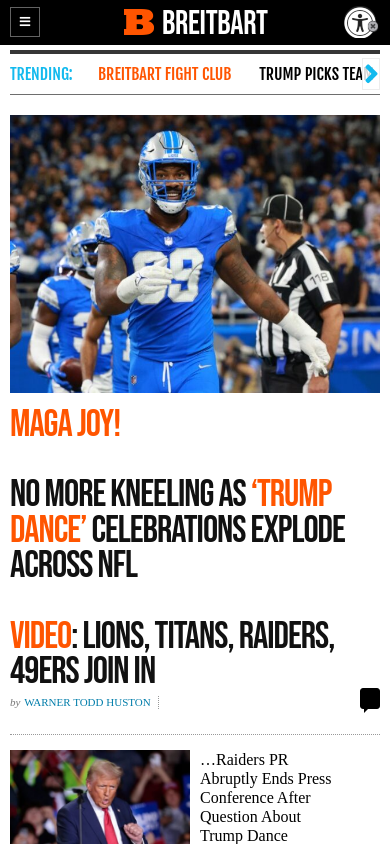 BREITBART
TRENDING: BREITBART FIGHT CLUB TRUMP PICKS TEA
99
118
MAGA JOY!
NO MORE KNEELING AS ‘TRUMP
DANCE’ CELEBRATIONS EXPLODE
ACROSS NFL
VIDEO: LIONS, TITANS, RAIDERS,
49ERS JOIN IN
by WARNER TODD HUSTON
…Raiders PR
Abruptly Ends Press
Conference After
Question About
Trump Dance